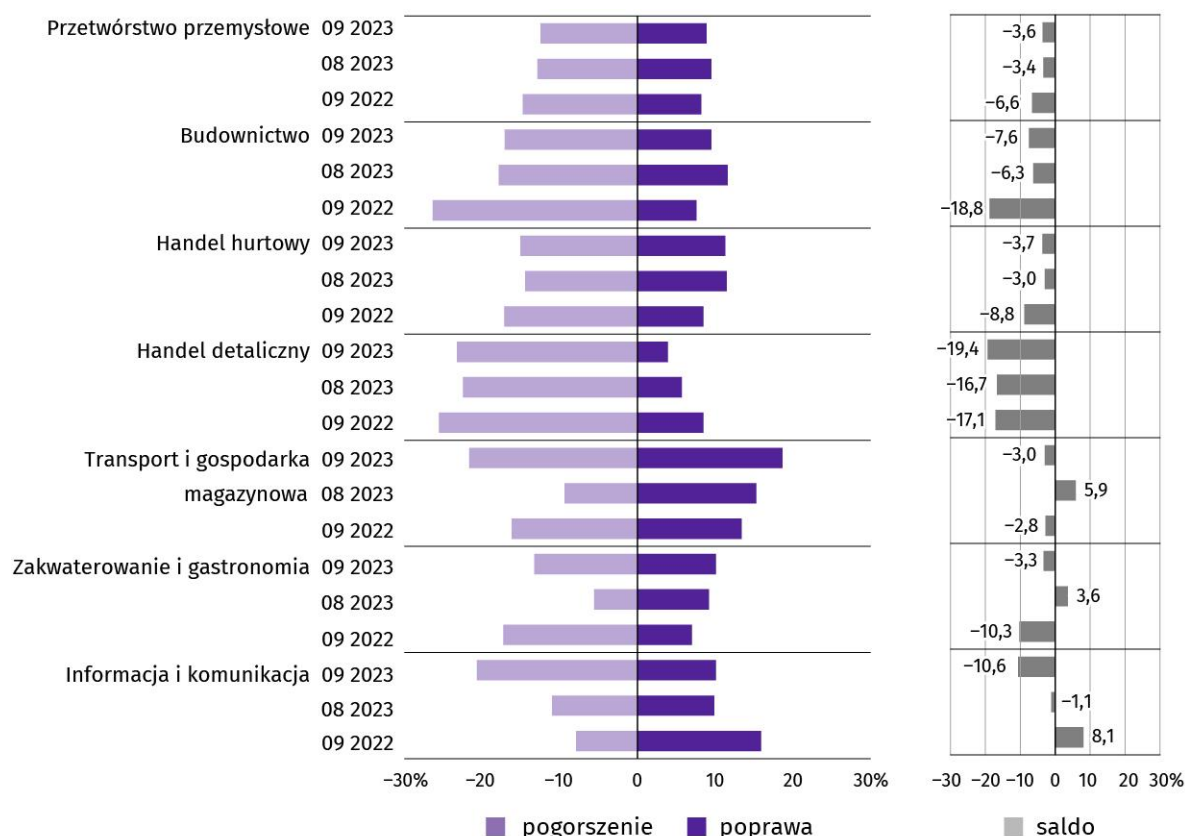 Przetwórstwo przemysłowe 09 2023 −3,6
08 2023 −3,4
09 2022 −6,6
Budownictwo 09 2023 −7,6
08 2023 −6,3
09 2022 −18,8
Handel hurtowy 09 2023 −3,7
08 2023 −3,0
09 2022 −8,8
Handel detaliczny 09 2023 −19,4
08 2023 −16,7
09 2022 −17,1
Transport i gospodarka 09 2023 −3,0
magazynowa 08 2023 5,9
09 2022 −2,8
Zakwaterowanie i gastronomia 09 2023 −3,3
08 2023 3,6
09 2022 −10,3
Informacja i komunikacja 09 2023 −10,6
08 2023 −1,1
09 2022 8,1
−30% −20 −10 0 10 20 30% −30 −20 −10 0 10 20 30%
pogorszenie poprawa saldo